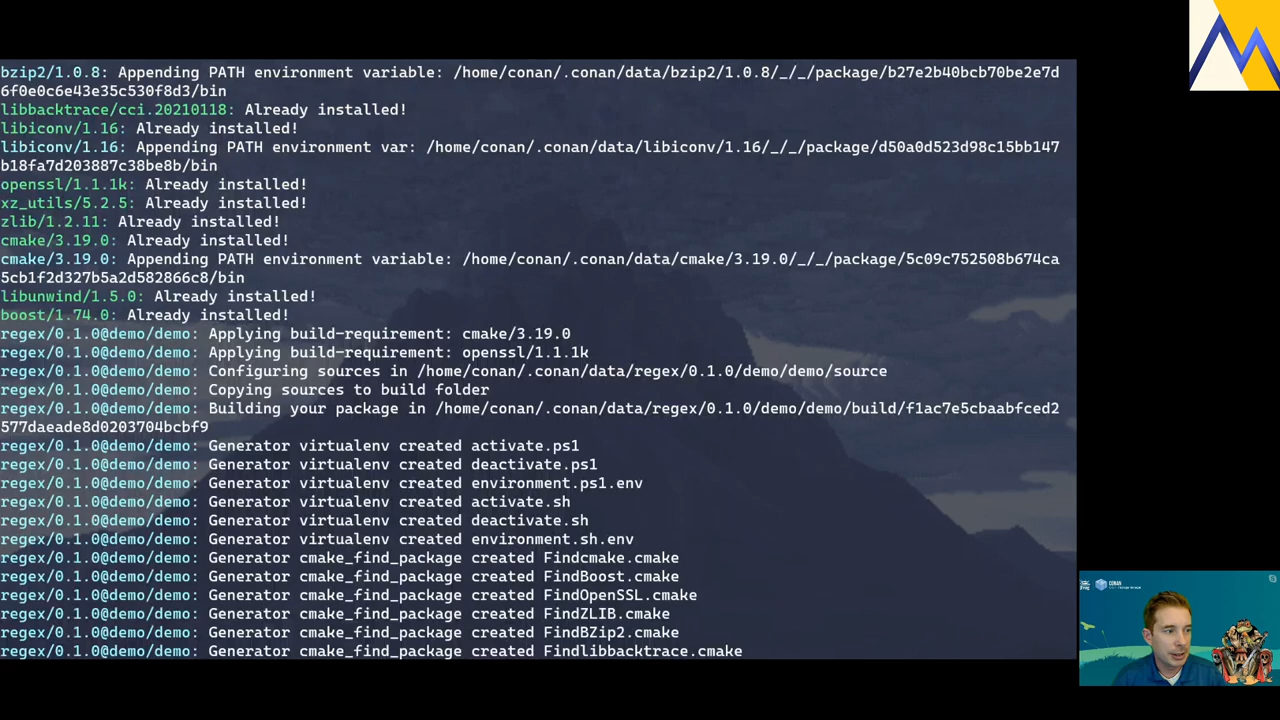 bzip2/1.0.8: Appending PATH environment variable: /home/conan/.conan/data/bzip2/1.0.8/_/_/package/b27e2b40bcb70be2e7d
6f0e0c6e43e35c530f8d3/bin
libbacktrace/cci.20210118: Already installed!
libiconv/1.16: Already installed!
libiconv/1.16: Appending PATH environment var: /home/conan/.conan/data/libiconv/1.16/_/_/package/d50a0d523d98c15bb147
b18fa7d203887c38be8b/bin
openssl/1.1.1k: Already installed!
xz_utils/5.2.5: Already installed!
zlib/1.2.11: Already installed!
cmake/3.19.0: Already installed!
cmake/3.19.0: Appending PATH environment variable: /home/conan/.conan/data/cmake/3.19.0/_/_/package/5c09c752508b674ca
5cb1f2d327b5a2d582866c8/bin
libunwind/1.5.0: Already installed!
boost/1.74.0: Already installed!
regex/0.1.0@demo/demo: Applying build-requirement: cmake/3.19.0
regex/0.1.0@demo/demo: Applying build-requirement: openssl/1.1.1k
regex/0.1.0@demo/demo: Configuring sources in /home/conan/.conan/data/regex/0.1.0/demo/demo/source
regex/0.1.0@demo/demo: Copying sources to build folder
regex/0.1.0@demo/demo: Building your package in /home/conan/.conan/data/regex/0.1.0/demo/demo/build/f1ac7e5cbaabfced2
577daeade8d0203704bcbf9
regex/0.1.0@demo/demo: Generator virtualenv created activate.ps1
regex/0.1.0@demo/demo: Generator virtualenv created deactivate.ps1
regex/0.1.0@demo/demo: Generator virtualenv created environment.ps1.env
regex/0.1.0@demo/demo: Generator virtualenv created activate.sh
regex/0.1.0@demo/demo: Generator virtualenv created deactivate.sh
regex/0.1.0@demo/demo: Generator virtualenv created environment.sh.env
regex/0.1.0@demo/demo: Generator cmake_find_package created Findcmake.cmake
regex/0.1.0@demo/demo: Generator cmake_find_package created FindBoost.cmake
regex/0.1.0@demo/demo: Generator cmake_find_package created FindOpenSSL.cmake
regex/0.1.0@demo/demo: Generator cmake_find_package created FindZLIB.cmake
regex/0.1.0@demo/demo: Generator cmake_find_package created FindBZip2.cmake
regex/0.1.0@demo/demo: Generator cmake_find_package created Findlibbacktrace.cmake
CONAN